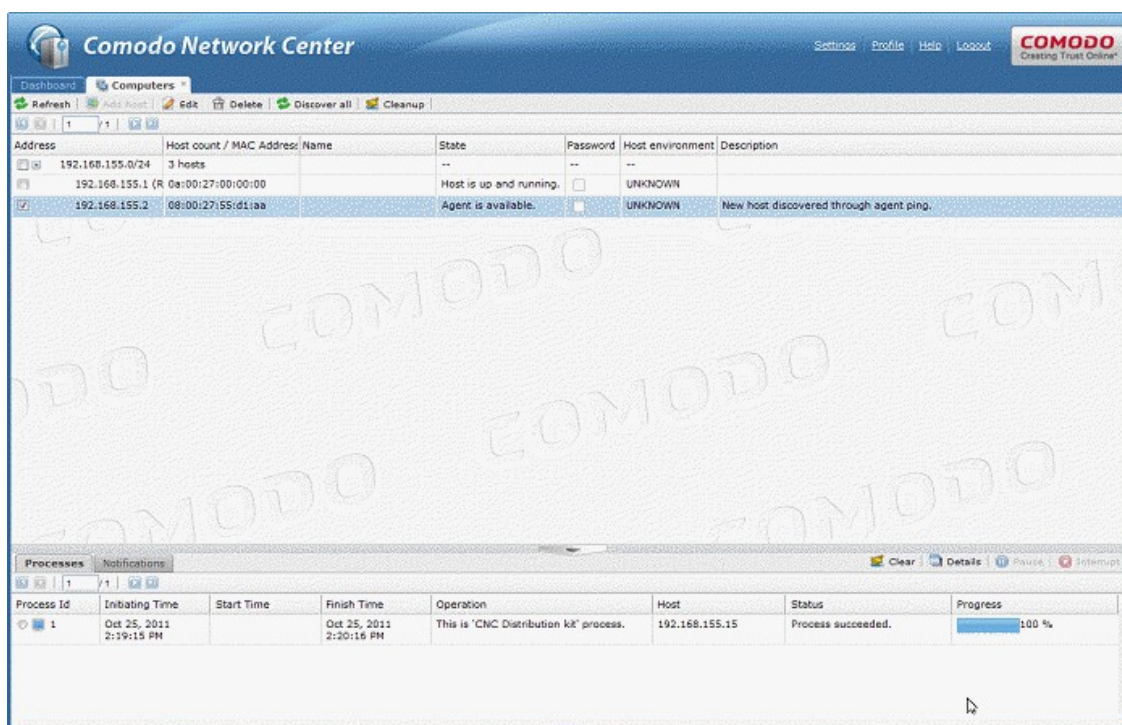 Comodo Network Center
Settings Profile Help Logout
COMODO
Creating Trust Online*
Dashboard Computers
Refresh Add host Edit Delete Discover all Cleanup
1 / 1
Address Host count / MAC Address Name State Password Host environment Description
192.168.155.0/24 3 hosts -- -- --
192.168.155.1 (R 0a:00:27:00:00:00 Host is up and running. UNKNOWN
192.168.155.2 08:00:27:55:d1:aa Agent is available. UNKNOWN New host discovered through agent ping.
COMODO
COMO
ODO
COMODO
COMODO
OMODO
Processes Notifications Clear Details Pause Interrupt
1 / 1
Process Id Initiating Time Start Time Finish Time Operation Host Status Progress
1 Oct 25, 2011 2:19:15 PM Oct 25, 2011 2:20:16 PM This is 'CNC Distribution kit' process. 192.168.155.15 Process succeeded. 100 %